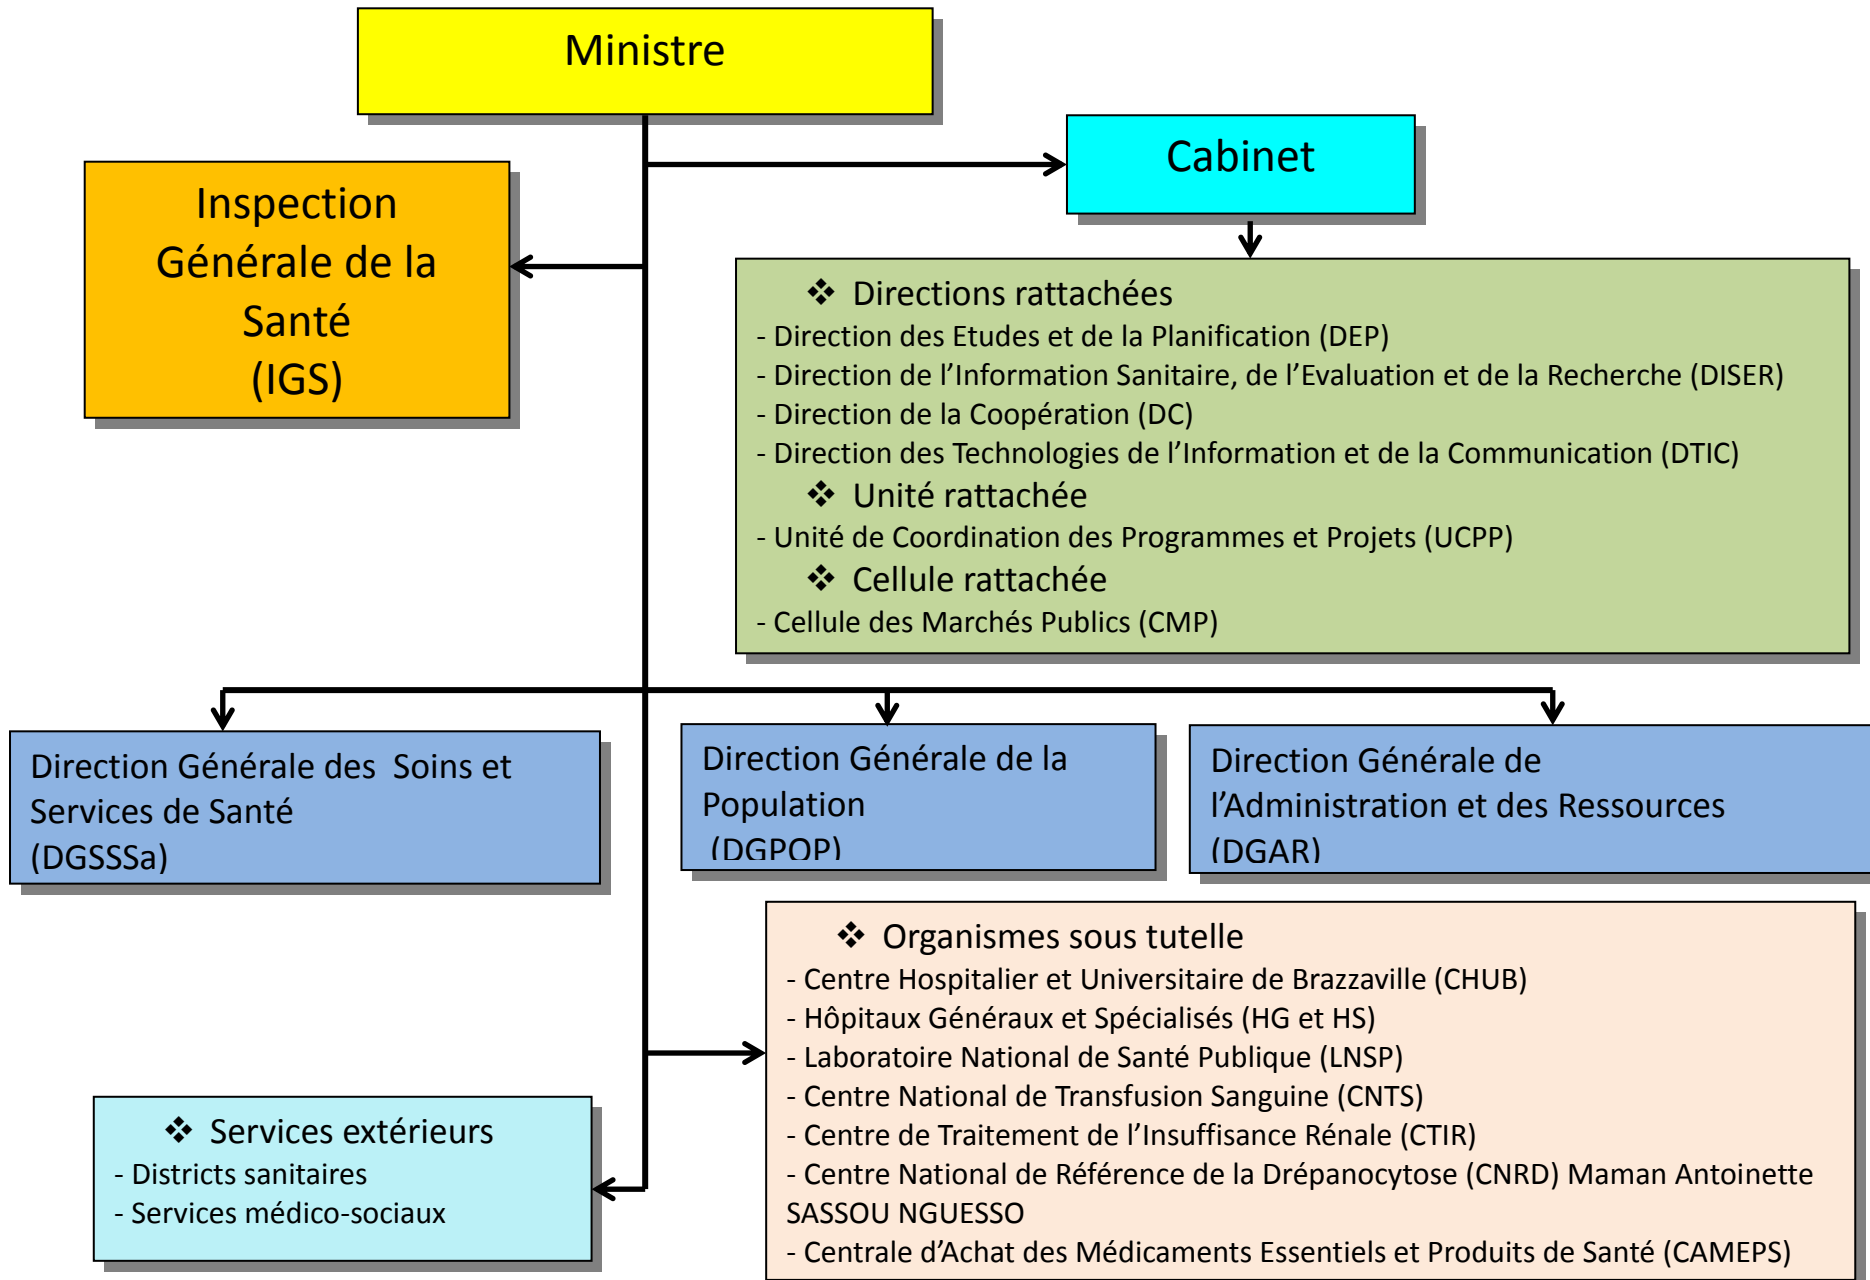 Ministre
Cabinet
Inspection
Générale de la
Santé
(IGS)
❖ Directions rattachées
- Direction des Etudes et de la Planification (DEP)
- Direction de l’Information Sanitaire, de l’Evaluation et de la Recherche (DISER)
- Direction de la Coopération (DC)
- Direction des Technologies de l’Information et de la Communication (DTIC)
❖ Unité rattachée
- Unité de Coordination des Programmes et Projets (UCPP)
❖ Cellule rattachée
- Cellule des Marchés Publics (CMP)
Direction Générale des Soins et
Services de Santé
(DGSSSa)
Direction Générale de la
Population
(DGPOP)
Direction Générale de
l’Administration et des Ressources
(DGAR)
❖ Organismes sous tutelle
- Centre Hospitalier et Universitaire de Brazzaville (CHUB)
- Hôpitaux Généraux et Spécialisés (HG et HS)
- Laboratoire National de Santé Publique (LNSP)
- Centre National de Transfusion Sanguine (CNTS)
- Centre de Traitement de l’Insuffisance Rénale (CTIR)
- Centre National de Référence de la Drépanocytose (CNRD) Maman Antoinette
SASSOU NGUESSO
- Centrale d’Achat des Médicaments Essentiels et Produits de Santé (CAMEPS)
❖ Services extérieurs
- Districts sanitaires
- Services médico-sociaux